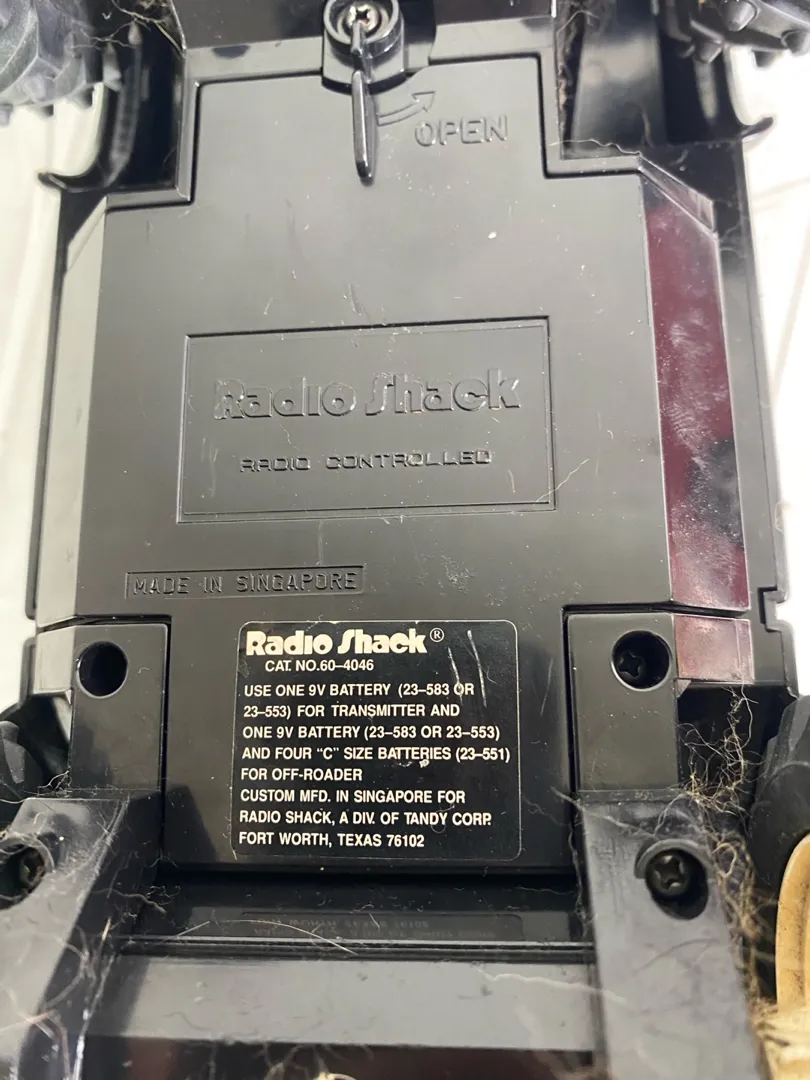 OPEN
Radio Shack
RADIO CONTROLLED
MADE IN SINGAPORE
Radio Shack®
CAT. NO.60-4046
USE ONE 9V BATTERY (23-583 OR
23-553) FOR TRANSMITTER AND
ONE 9V BATTERY (23-583 OR 23-553)
AND FOUR "C" SIZE BATTERIES (23-551)
FOR OFF-ROADER
CUSTOM MFD. IN SINGAPORE FOR
RADIO SHACK, A DIV. OF TANDY CORP.
FORT WORTH, TEXAS 76102